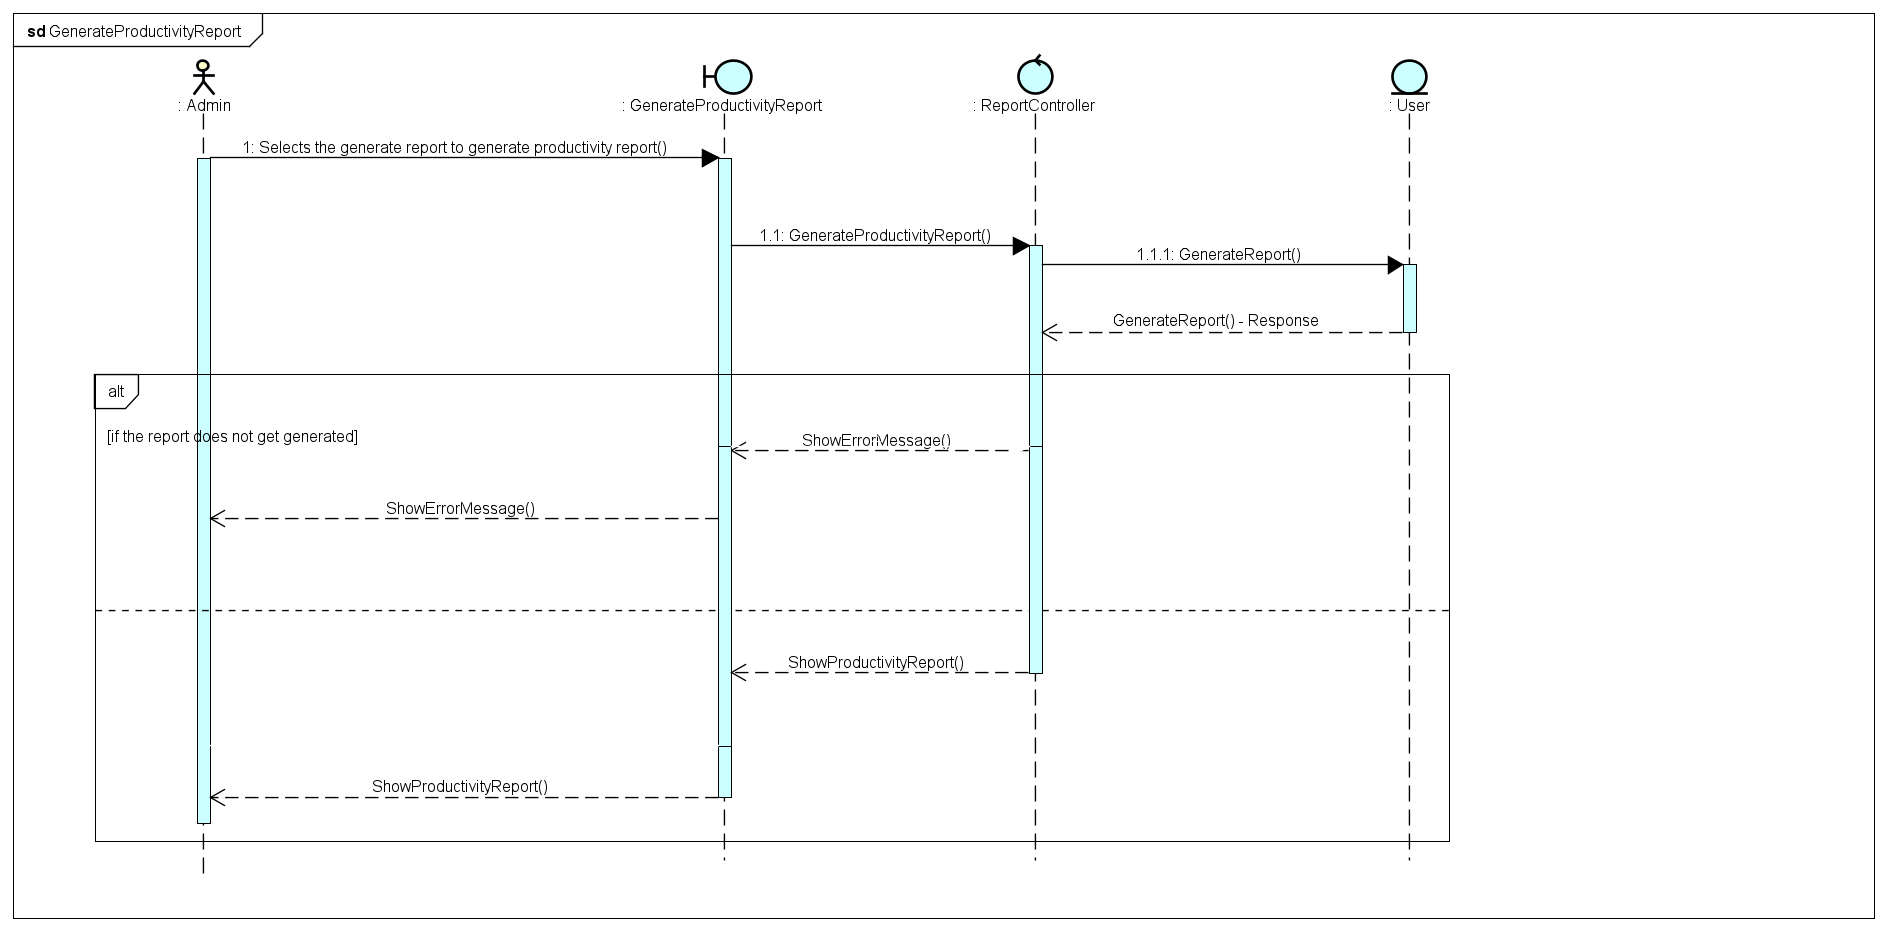 sd GenerateProductivityReport
: Admin
: GenerateProductivityReport
: ReportController
: User
1: Selects the generate report to generate productivity report()
1.1: GenerateProductivityReport()
1.1.1: GenerateReport()
GenerateReport() - Response
alt
[if the report does not get generated]
ShowErrorMessage()
ShowErrorMessage()
ShowProductivityReport()
ShowProductivityReport()